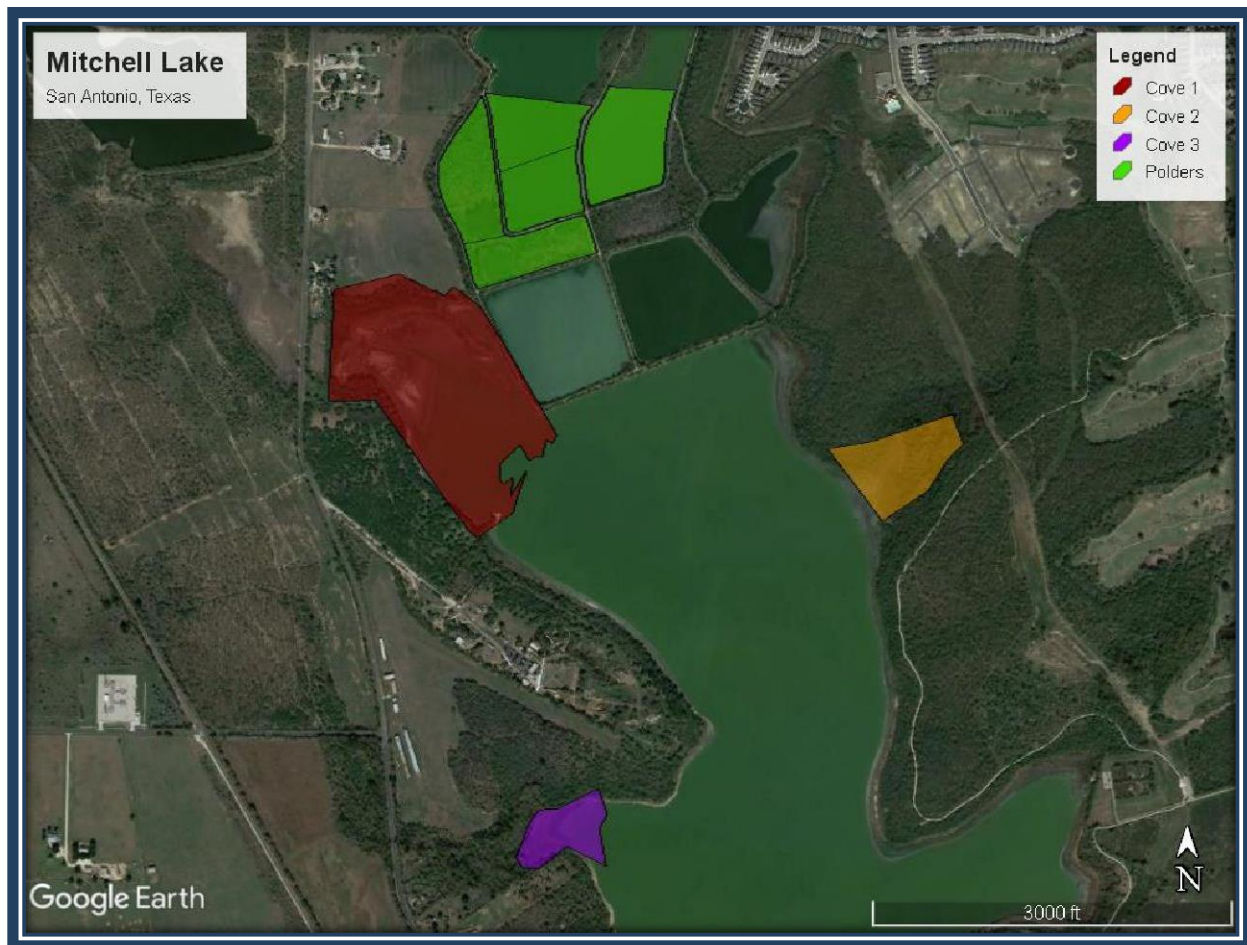 Mitchell Lake
San Antonio, Texas
Legend
Cove 1
Cove 2
Cove 3
Polders
N
Google Earth
3000 ft